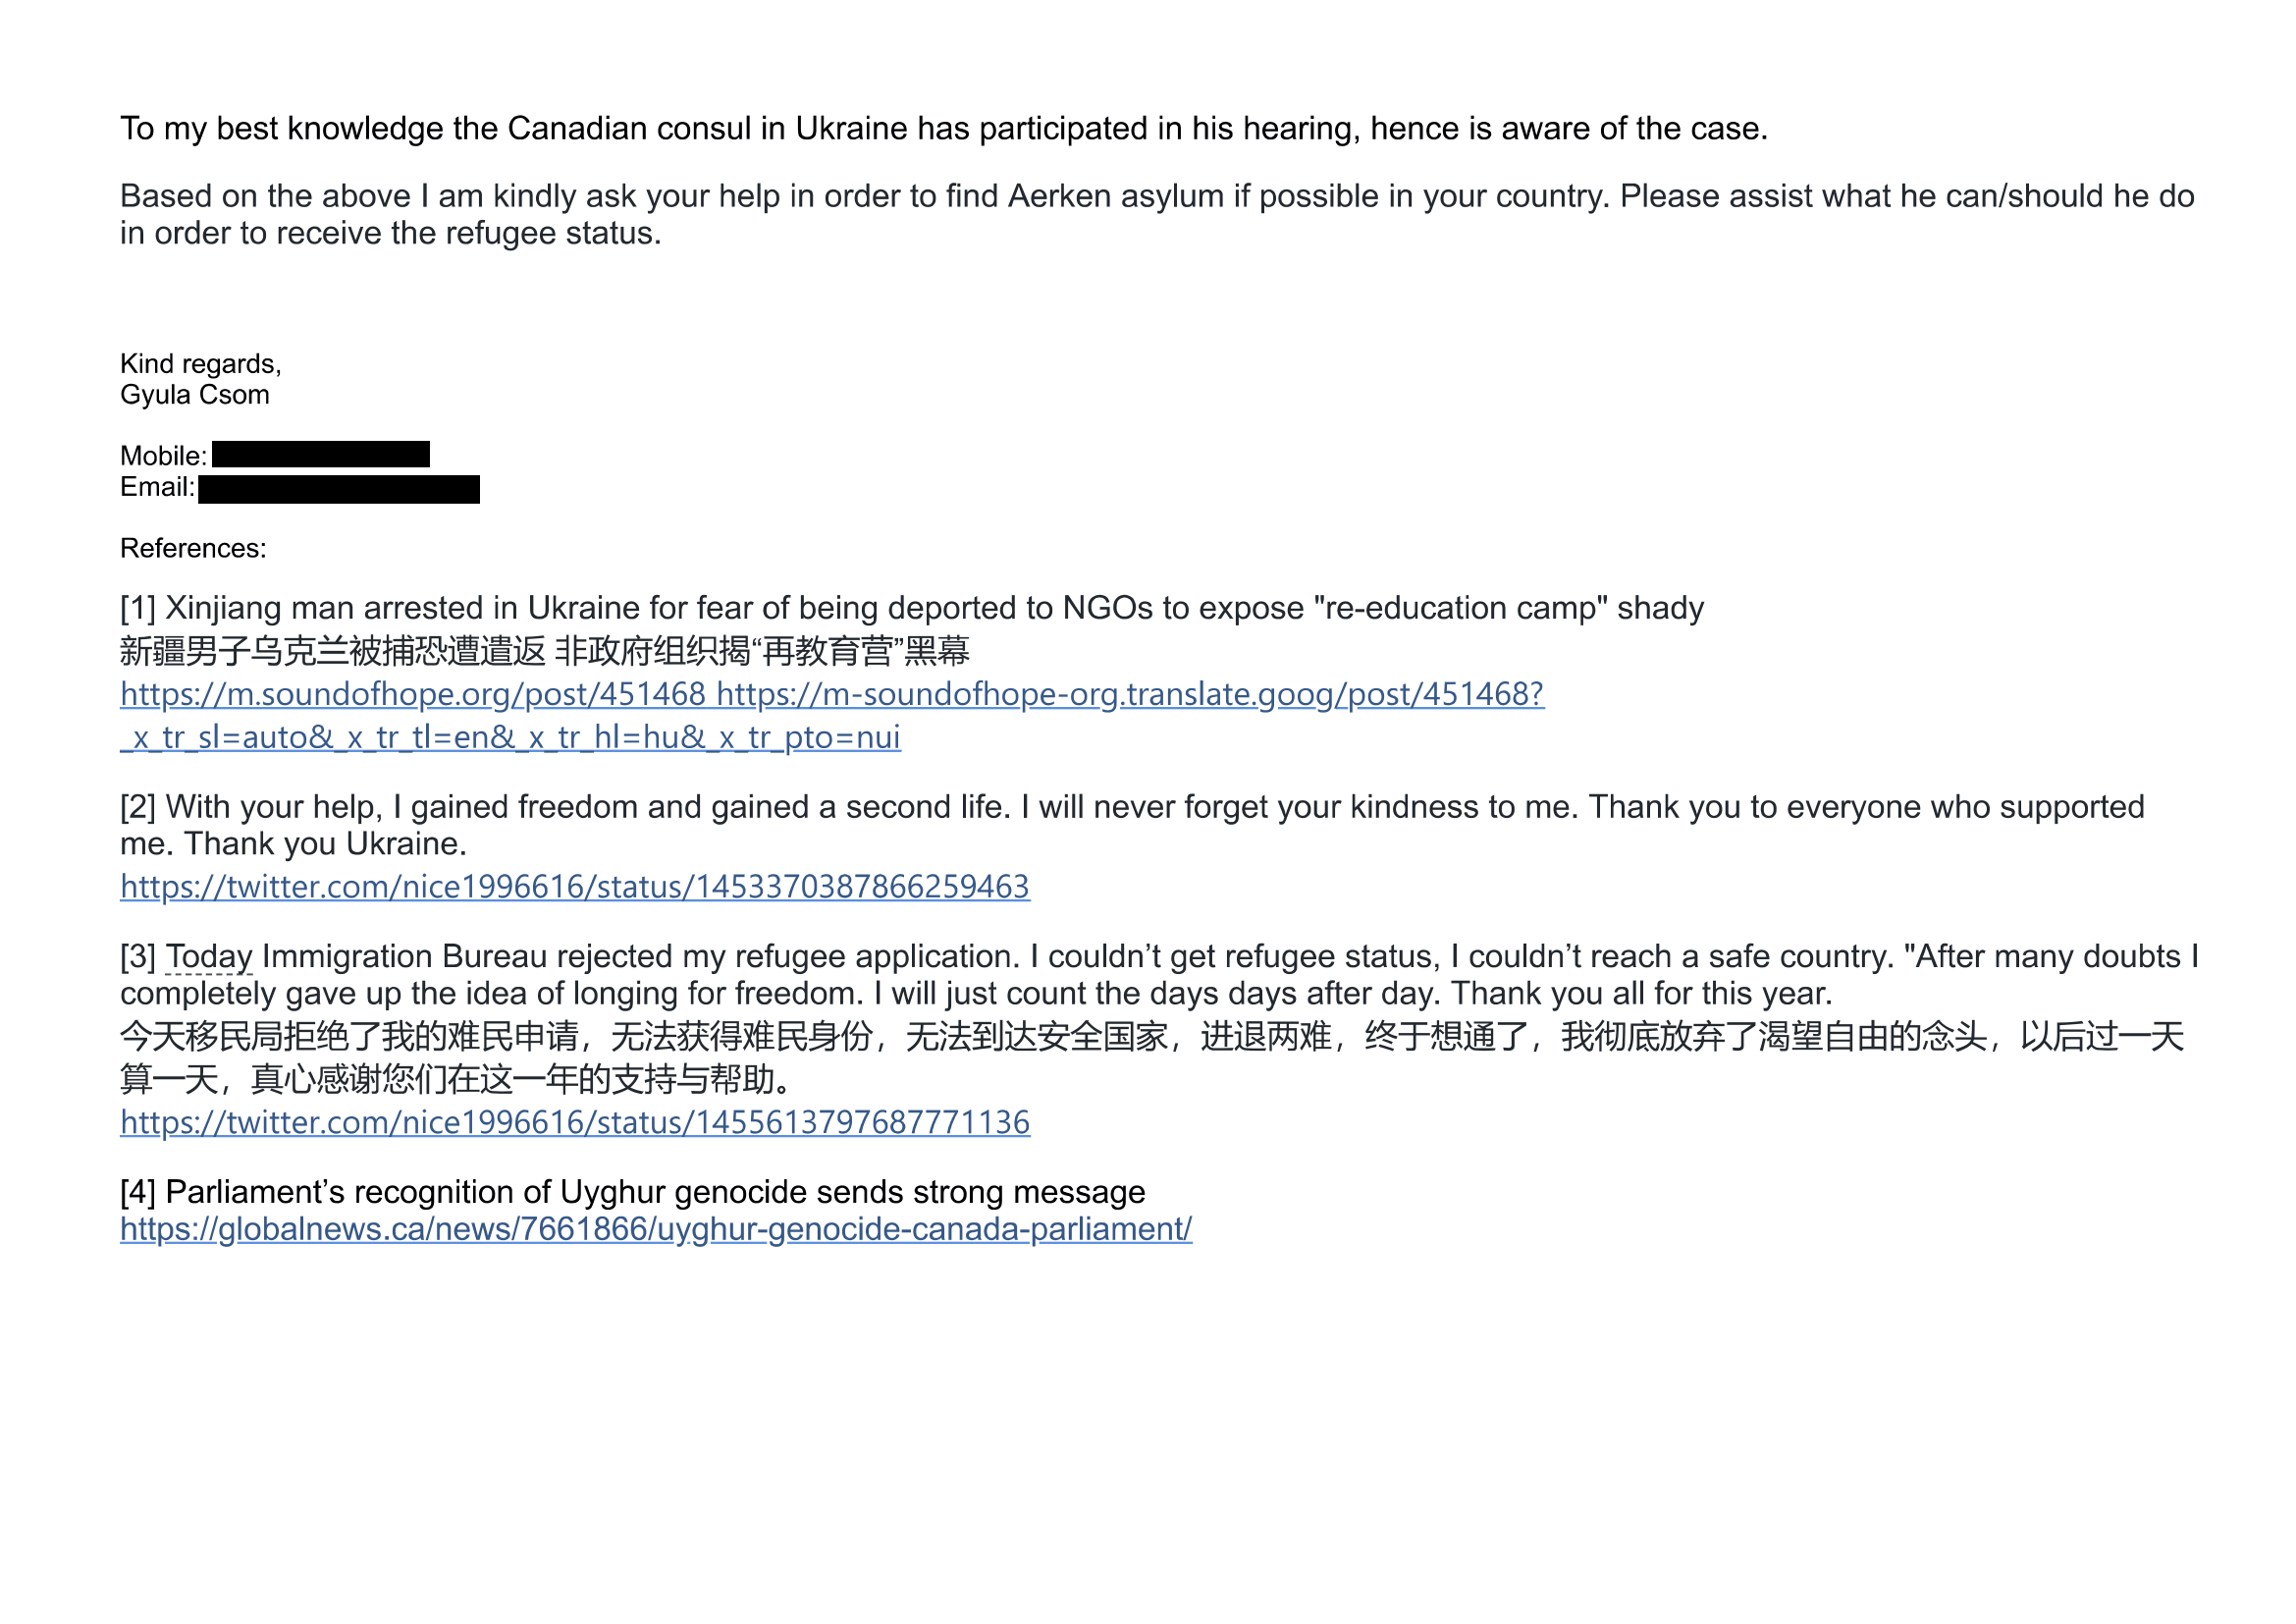 To my best knowledge the Canadian consul in Ukraine has participated in his hearing, hence is aware of the case.
Based on the above I am kindly ask your help in order to find Aerken asylum if possible in your country. Please assist what he can/should he do
in order to receive the refugee status.
Kind regards,
Gyula Csom
Mobile:
Email:
References:
[1] Xinjiang man arrested in Ukraine for fear of being deported to NGOs to expose "re-education camp" shady
新疆男子乌克兰被捕恐遭遣返 非政府组织揭“再教育营”黑幕
https://m.soundofhope.org/post/451468 https://m-soundofhope-org.translate.goog/post/451468?
_x_tr_sl=auto&_x_tr_tl=en&_x_tr_hl=hu&_x_tr_pto=nui
[2] With your help, I gained freedom and gained a second life. I will never forget your kindness to me. Thank you to everyone who supported
me. Thank you Ukraine.
https://twitter.com/nice1996616/status/1453370387866259463
[3] Today Immigration Bureau rejected my refugee application. I couldn’t get refugee status, I couldn’t reach a safe country. "After many doubts I
completely gave up the idea of longing for freedom. I will just count the days days after day. Thank you all for this year.
今天移民局拒绝了我的难民申请，无法获得难民身份，无法到达安全国家，进退两难，终于想通了，我彻底放弃了渴望自由的念头，以后过一天
算一天，真心感谢您们在这一年的支持与帮助。
https://twitter.com/nice1996616/status/1455613797687771136
[4] Parliament’s recognition of Uyghur genocide sends strong message
https://globalnews.ca/news/7661866/uyghur-genocide-canada-parliament/